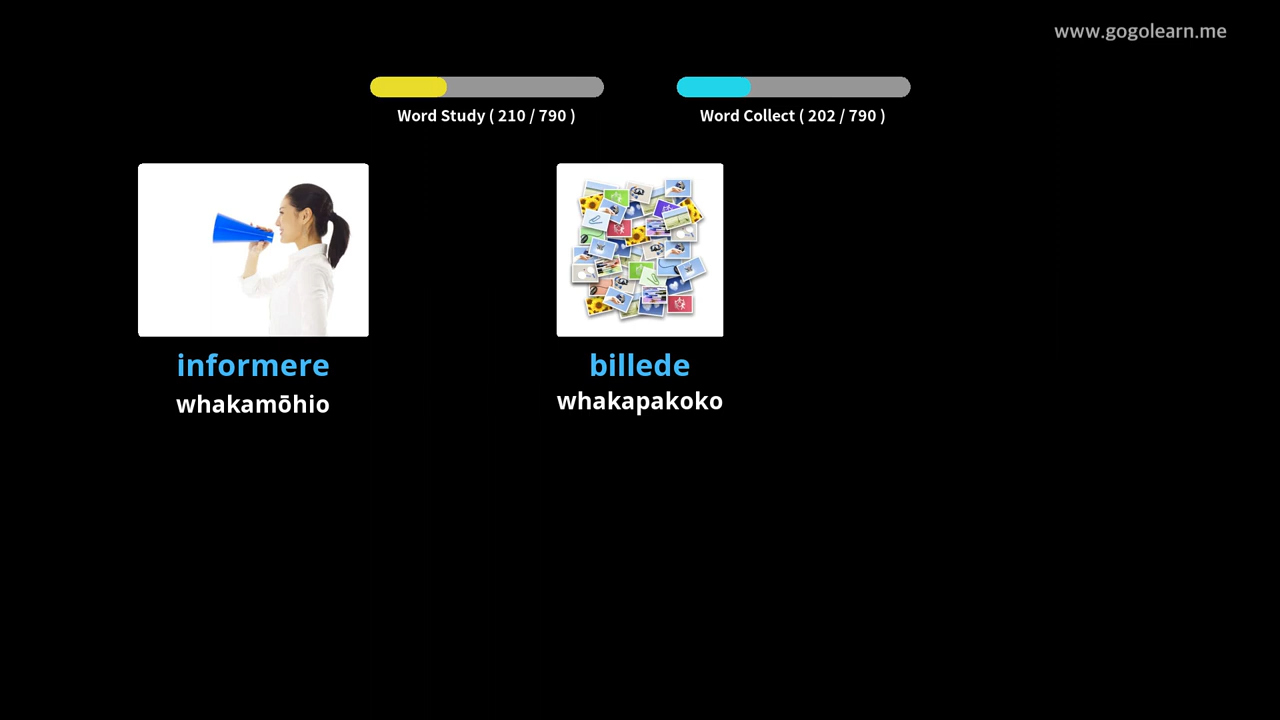 www.gogolearn.me
Word Study ( 210 / 790 )
Word Collect ( 202 / 790 )
informere
whakamōhio
billede
whakapakoko